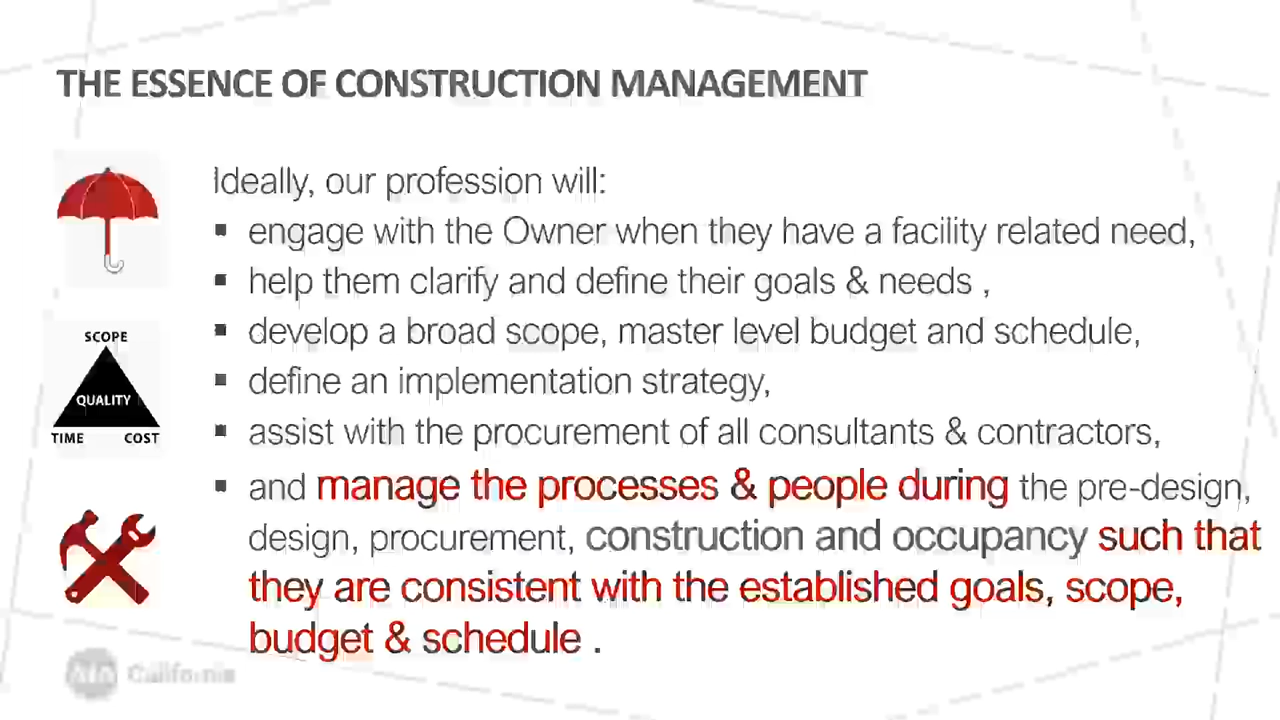 THE ESSENCE OF CONSTRUCTION MANAGEMENT
Ideally, our profession will:
▪ engage with the Owner when they have a facility related need,
▪ help them clarify and define their goals & needs ,
▪ develop a broad scope, master level budget and schedule,
▪ define an implementation strategy,
▪ assist with the procurement of all consultants & contractors,
▪ and manage the processes & people during the pre-design,
design, procurement, construction and occupancy such that
they are consistent with the established goals, scope,
budget & schedule .
SCOPE
QUALITY
TIME COST
AIA California